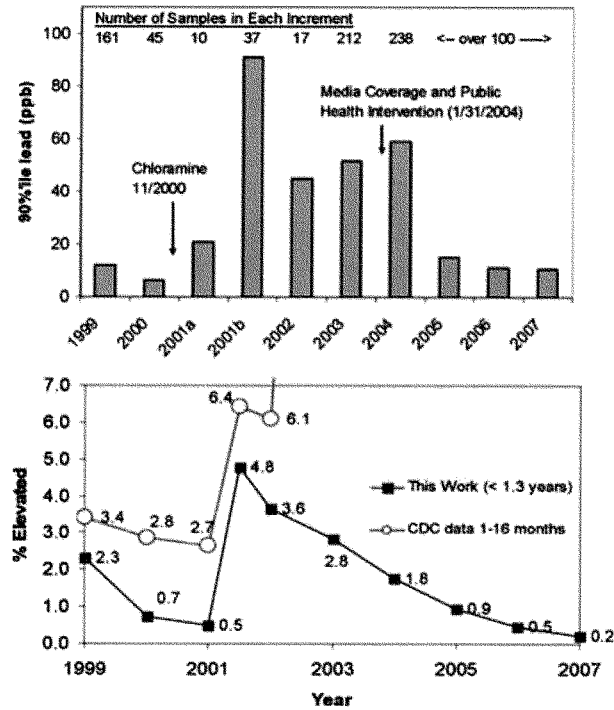 Number of Samples in Each Increment
161 45 10 37 17 212 238 <-- over 100 ---->
100
80
60
40
20
0
90%'ile lead (ppb)
Media Coverage and Public
Health Intervention (1/31/2004)
Chloramine
11/2000
1999 2000 2001a 2001b 2002 2003 2004 2005 2006 2007
7.0
6.0
5.0
4.0
3.0
2.0
1.0
0.0
% Elevated
6.4
6.1
4.8
This Work (< 1.3 years)
3.4
2.8
2.7
3.6
CDC data 1-16 months
2.3
0.7
0.5
2.8
1.8
0.9
0.5
0.2
1999 2001 2003 2005 2007
Year